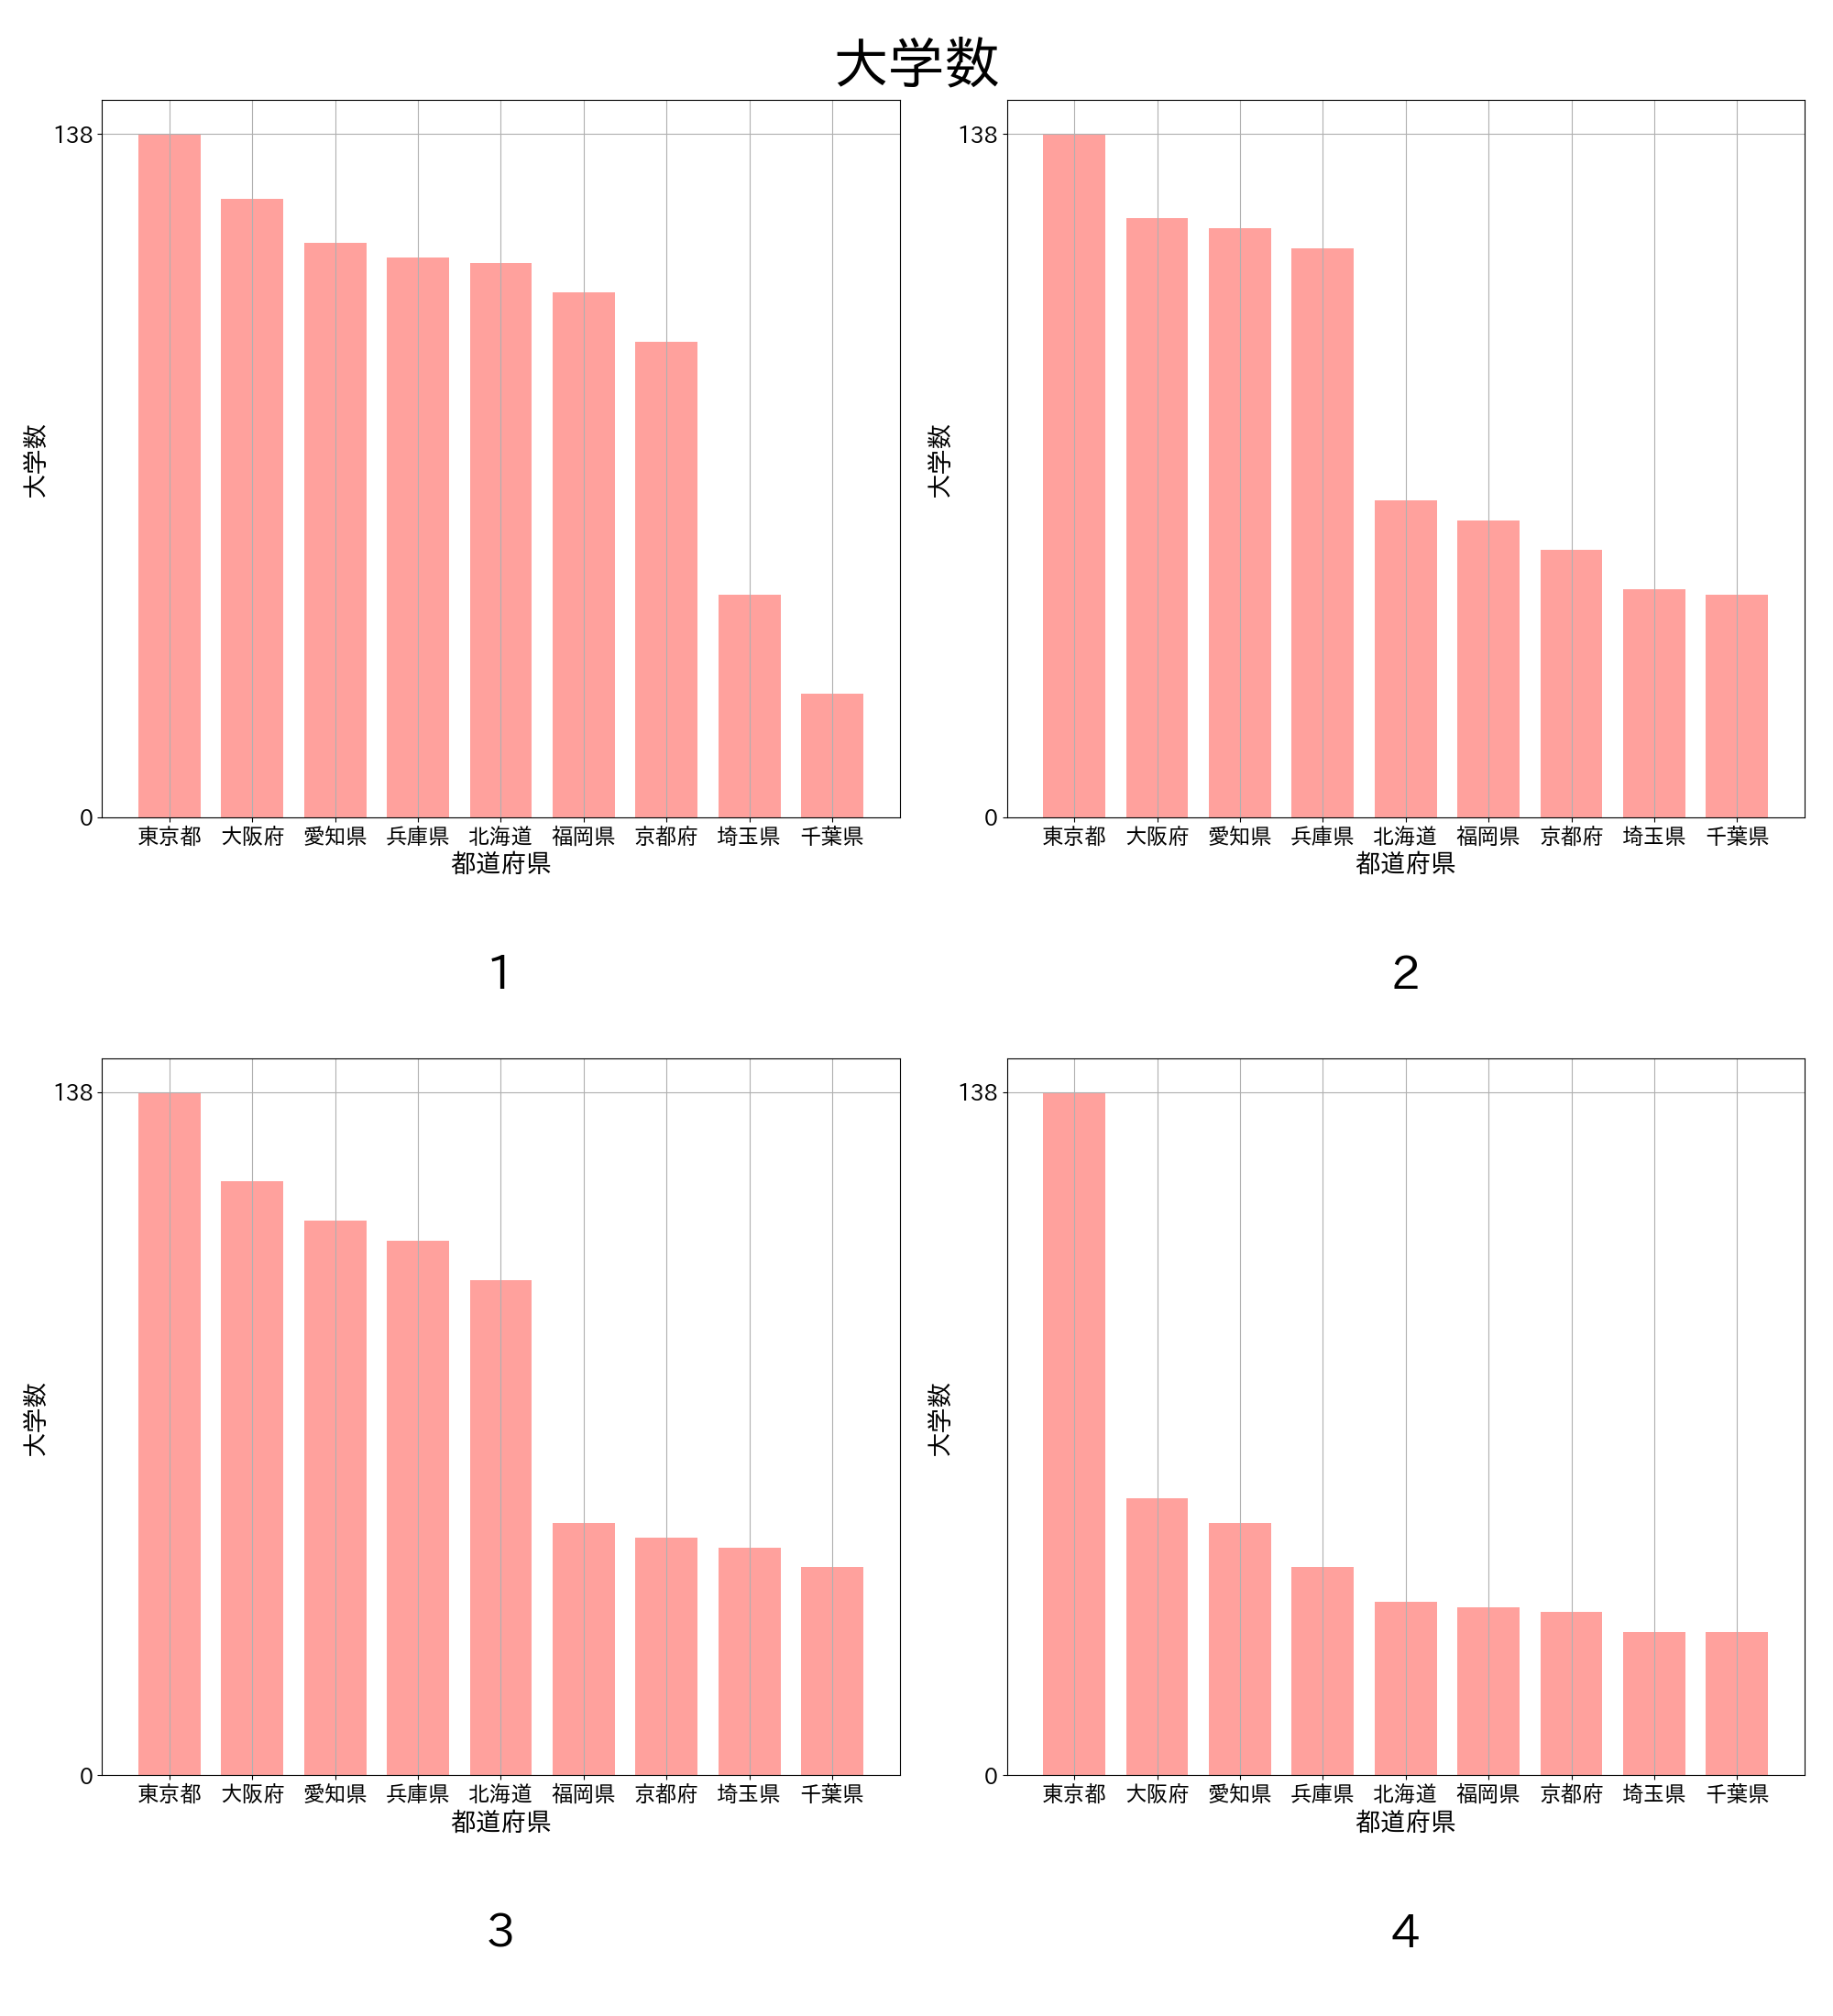 大学数
138
0
大学数
東京都 大阪府 愛知県 兵庫県 北海道 福岡県 京都府 埼玉県 千葉県
都道府県
1
138
0
大学数
東京都 大阪府 愛知県 兵庫県 北海道 福岡県 京都府 埼玉県 千葉県
都道府県
2
138
0
大学数
東京都 大阪府 愛知県 兵庫県 北海道 福岡県 京都府 埼玉県 千葉県
都道府県
3
138
0
大学数
東京都 大阪府 愛知県 兵庫県 北海道 福岡県 京都府 埼玉県 千葉県
都道府県
4